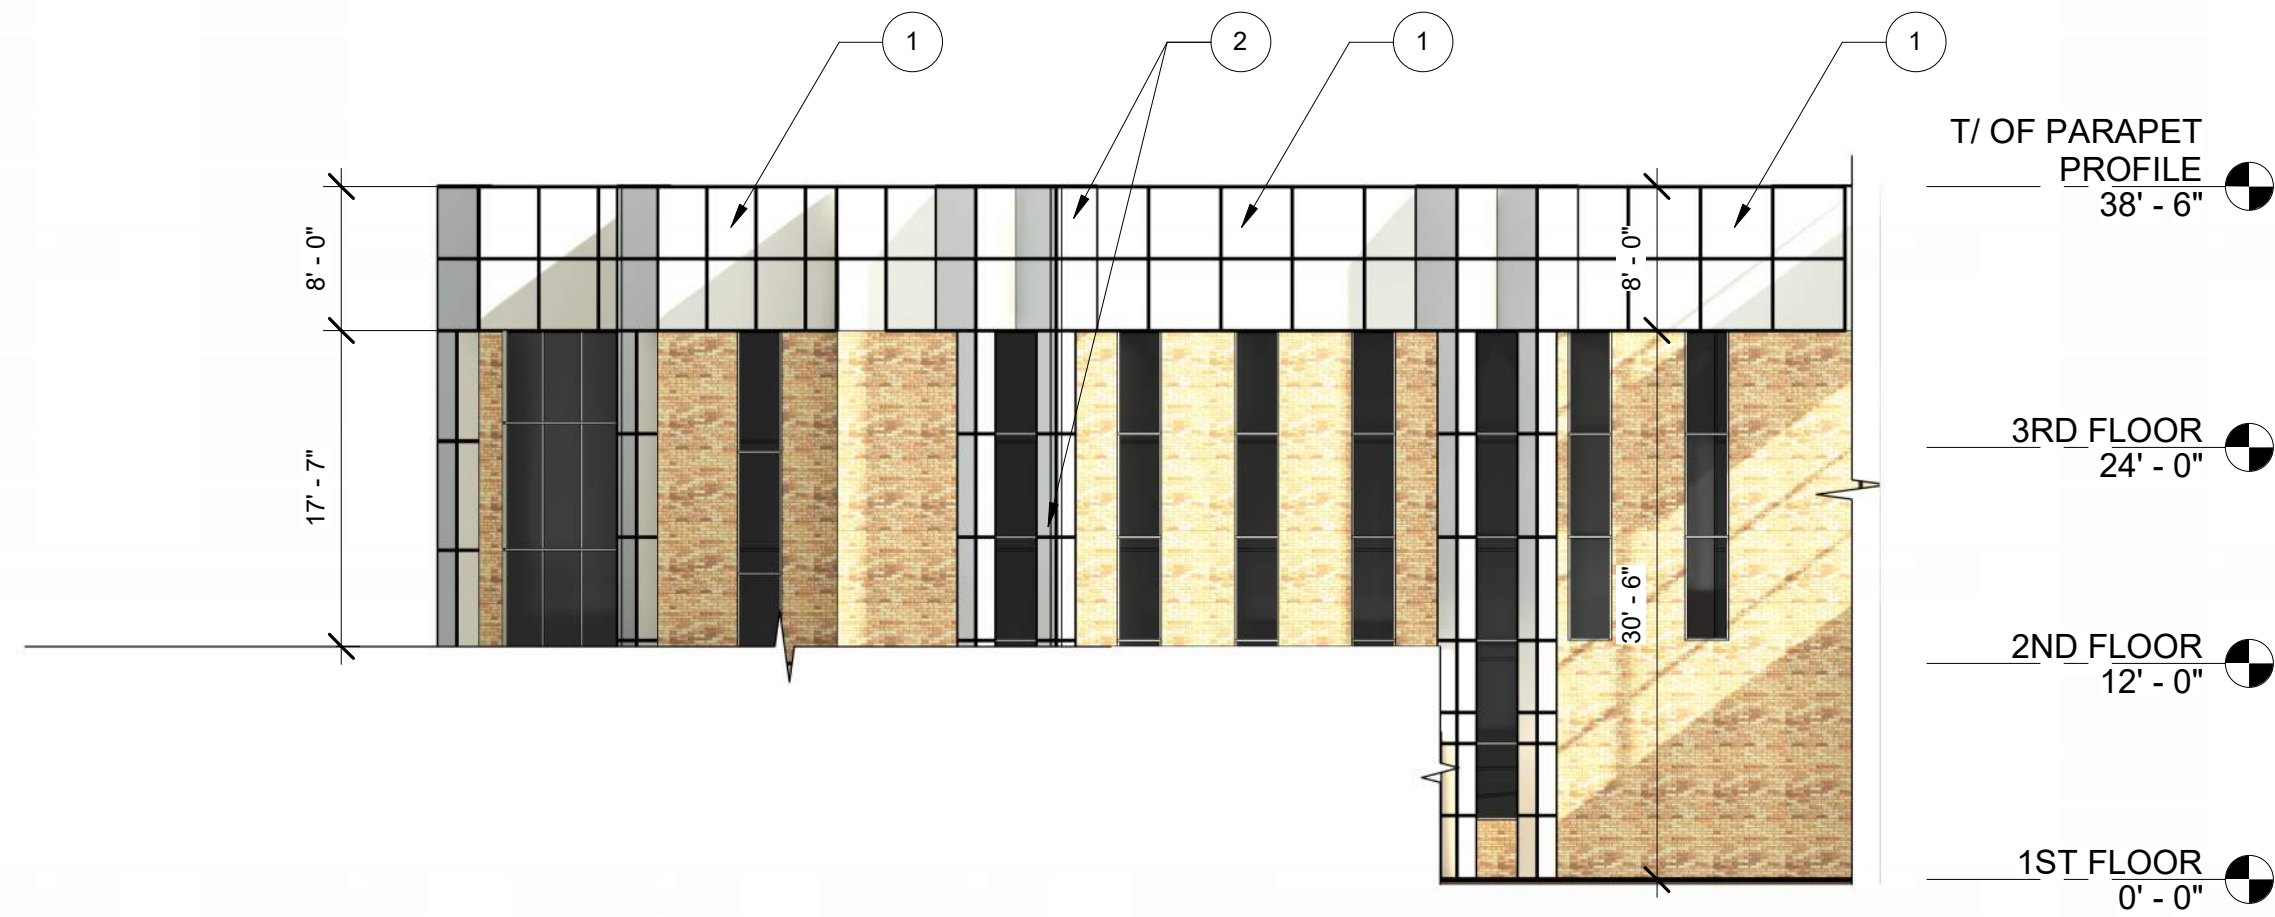 1
2
1
1
T/ OF PARAPET
PROFILE
38' - 6"
8' - 0"
8' - 0"
3RD FLOOR
24' - 0"
17' - 7"
30' - 6"
2ND FLOOR
12' - 0"
1ST FLOOR
0' - 0"